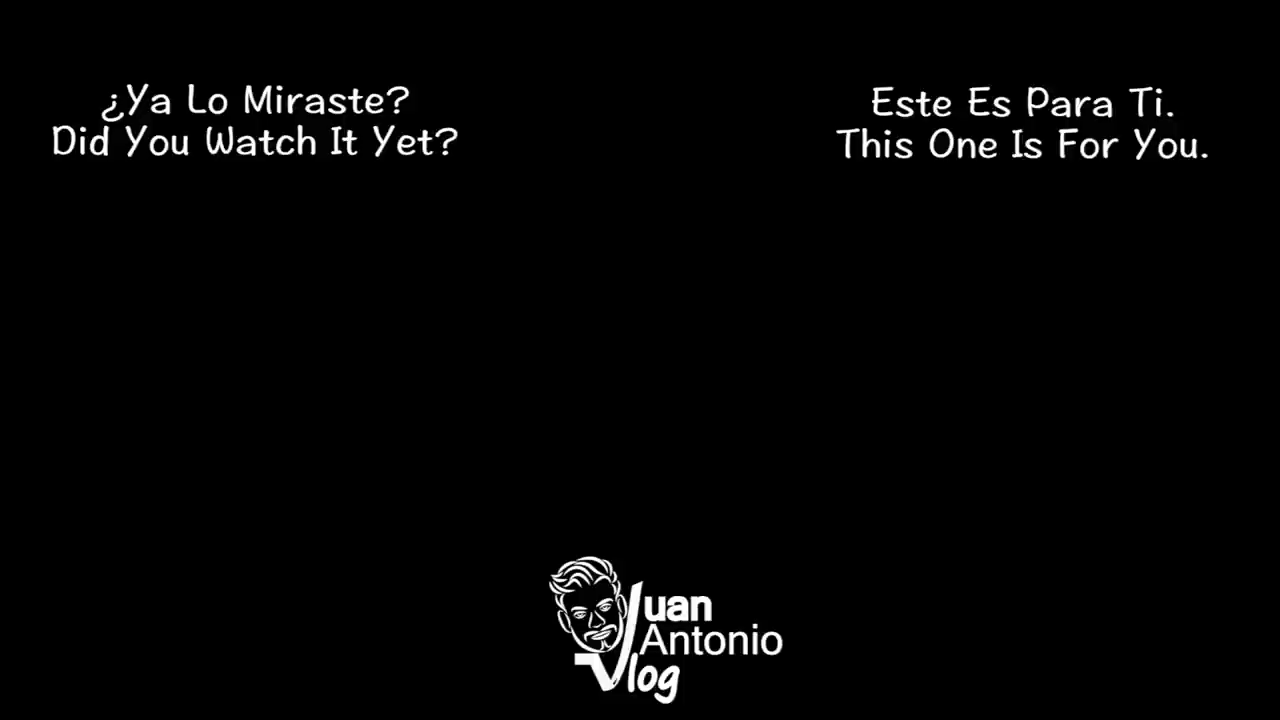 ¿Ya Lo Miraste?
Did You Watch It Yet?
Este Es Para Ti.
This One Is For You.
Juan
Antonio
Vlog